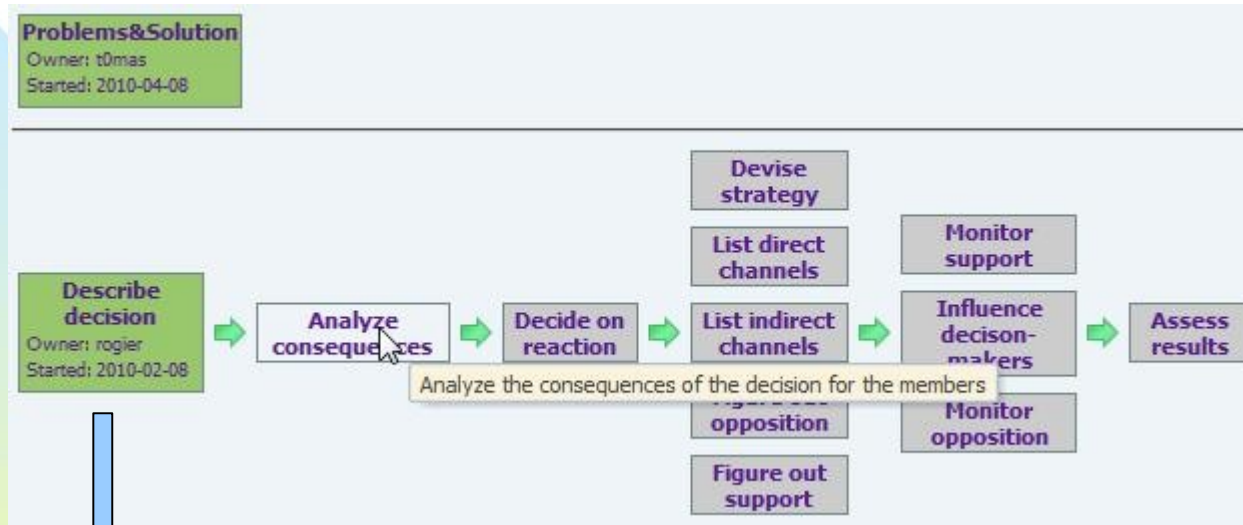 Problems&Solution
Owner: t0mas
Started: 2010-04-08
Describe
decision
Owner: rogier
Started: 2010-02-08
Analyze
consequences
Decide on
reaction
Devise
strategy
List direct
channels
List indirect
channels
Figure out
opposition
Figure out
support
Monitor
support
Influence
decison-
makers
Monitor
opposition
Assess
results
Analyze the consequences of the decision for the members